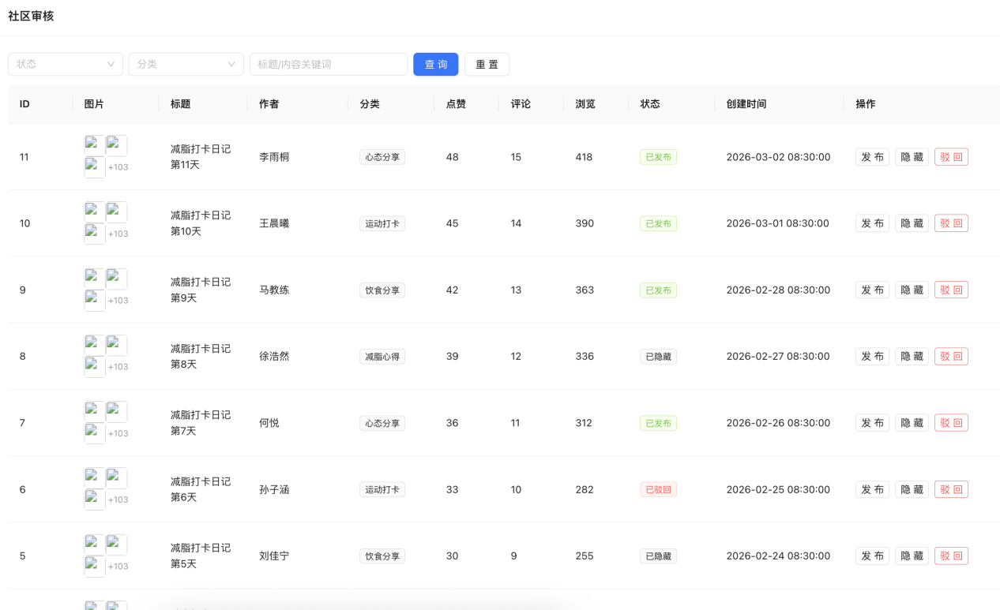 社区审核
状态 分类 标题/内容关键词 查 询 重 置
ID 图片 标题 作者 分类 点赞 评论 浏览 状态 创建时间 操作
11 +103 减脂打卡日记 第11天 李雨桐 心态分享 48 15 418 已发布 2026-03-02 08:30:00 发 布 隐 藏 驳 回
10 +103 减脂打卡日记 第10天 王晨曦 运动打卡 45 14 390 已发布 2026-03-01 08:30:00 发 布 隐 藏 驳 回
9 +103 减脂打卡日记 第9天 马教练 饮食分享 42 13 363 已发布 2026-02-28 08:30:00 发 布 隐 藏 驳 回
8 +103 减脂打卡日记 第8天 徐浩然 减脂心得 39 12 336 已隐藏 2026-02-27 08:30:00 发 布 隐 藏 驳 回
7 +103 减脂打卡日记 第7天 何悦 心态分享 36 11 312 已发布 2026-02-26 08:30:00 发 布 隐 藏 驳 回
6 +103 减脂打卡日记 第6天 孙子涵 运动打卡 33 10 282 已驳回 2026-02-25 08:30:00 发 布 隐 藏 驳 回
5 +103 减脂打卡日记 第5天 刘佳宁 饮食分享 30 9 255 已隐藏 2026-02-24 08:30:00 发 布 隐 藏 驳 回